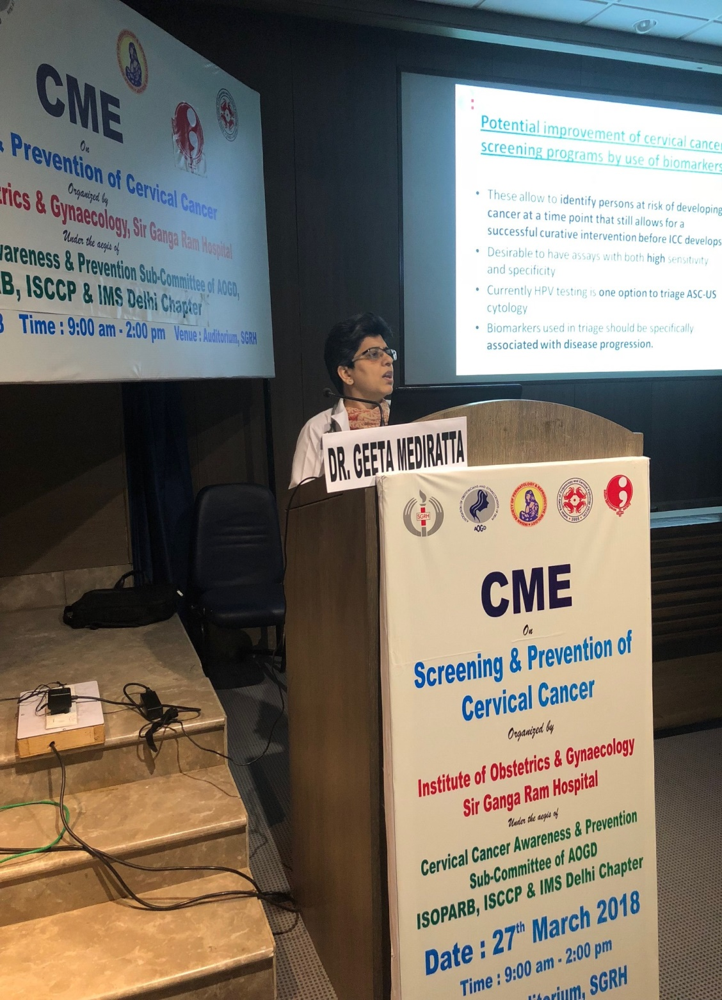 CME
On
& Prevention of Cervical Cancer
Organized by
trics & Gynaecology, Sir Ganga Ram Hospital
Under the aegis of
wareness & Prevention Sub-Committee of AOGD,
B, ISCCP & IMS Delhi Chapter
8 Time : 9:00 am - 2:00 pm Venue : Auditorium, SGRH
Potential improvement of cervical cancer
screening programs by use of biomarkers
• These allow to identify persons at risk of developing
cancer at a time point that still allows for a
successful curative intervention before ICC develops
• Desirable to have assays with both high sensitivity
and specificity
• Currently HPV testing is one option to triage ASC-US
cytology
• Biomarkers used in triage should be specifically
associated with disease progression.
DR. GEETA MEDIRATTA
SGRH
AOGD
INDIAN SOCIETY OF PERINATOLOGY & REPRODUCTIVE BIOLOGY
CME
On
Screening & Prevention of
Cervical Cancer
Organized by
Institute of Obstetrics & Gynaecology
Sir Ganga Ram Hospital
Under the aegis of
Cervical Cancer Awareness & Prevention
Sub-Committee of AOGD
ISOPARB, ISCCP & IMS Delhi Chapter
Date : 27th March 2018
Time : 9:00 am - 2:00 pm
ditorium, SGRH